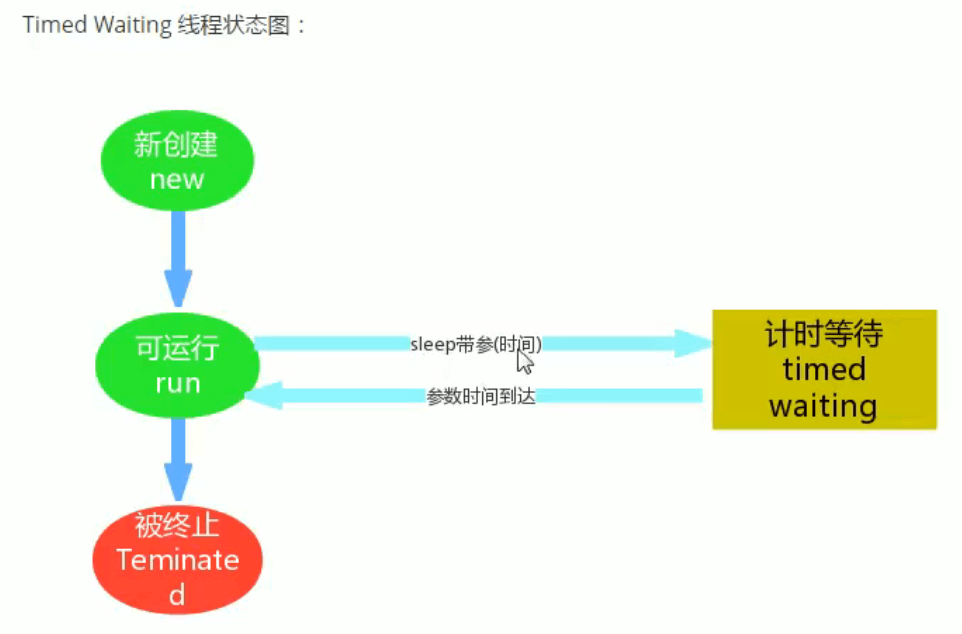 Timed Waiting 线程状态图：
新创建
new
可运行
run
sleep带参(时间)
参数时间到达
计时等待
timed
waiting
被终止
Teminate
d